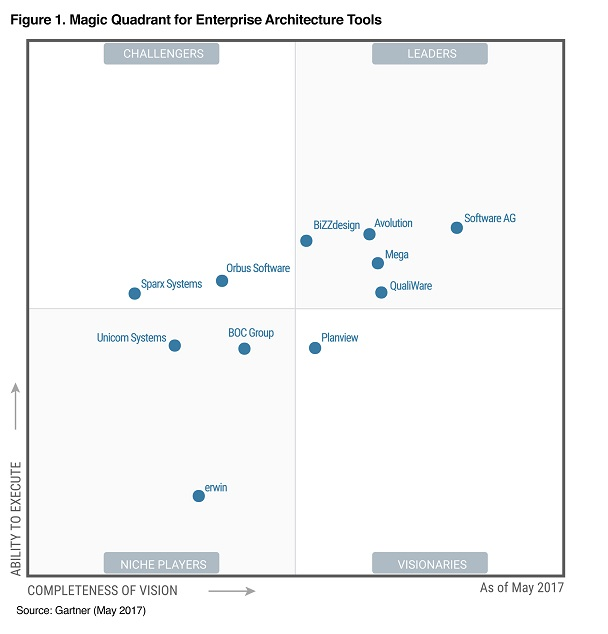 Figure 1. Magic Quadrant for Enterprise Architecture Tools
CHALLENGERS
LEADERS
Software AG
BiZZdesign
Avolution
Mega
Orbus Software
Sparx Systems
QualiWare
Unicom Systems
BOC Group
Planview
erwin
ABILITY TO EXECUTE
NICHE PLAYERS
VISIONARIES
COMPLETENESS OF VISION
As of May 2017
Source: Gartner (May 2017)